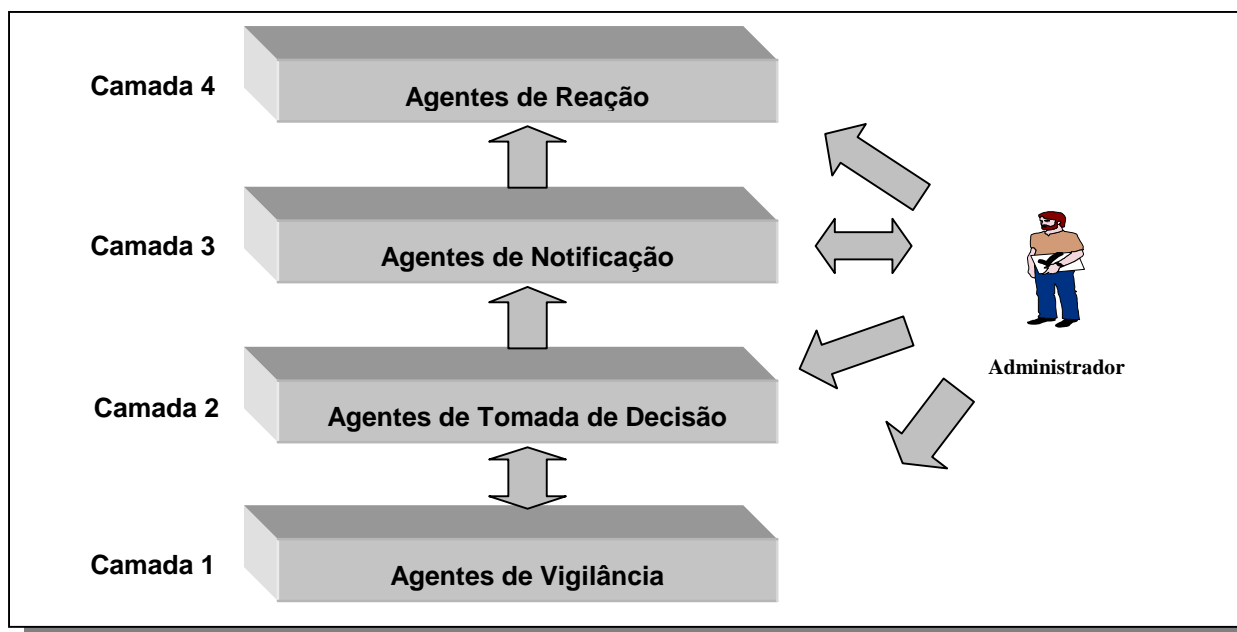 Camada 4
Agentes de Reação
Camada 3
Agentes de Notificação
Camada 2
Agentes de Tomada de Decisão
Administrador
Camada 1
Agentes de Vigilância